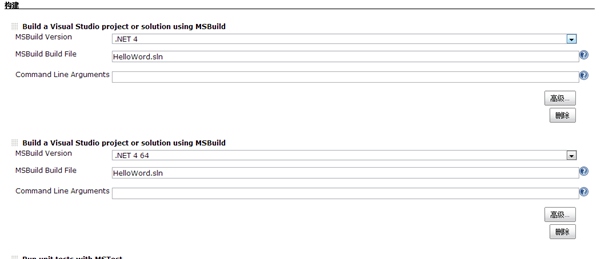 构建
Build a Visual Studio project or solution using MSBuild
MSBuild Version .NET 4
MSBuild Build File HelloWord.sln
Command Line Arguments
高级...
删除
Build a Visual Studio project or solution using MSBuild
MSBuild Version .NET 4 64
MSBuild Build File HelloWord.sln
Command Line Arguments
高级...
删除
Run unit tests with MSTest